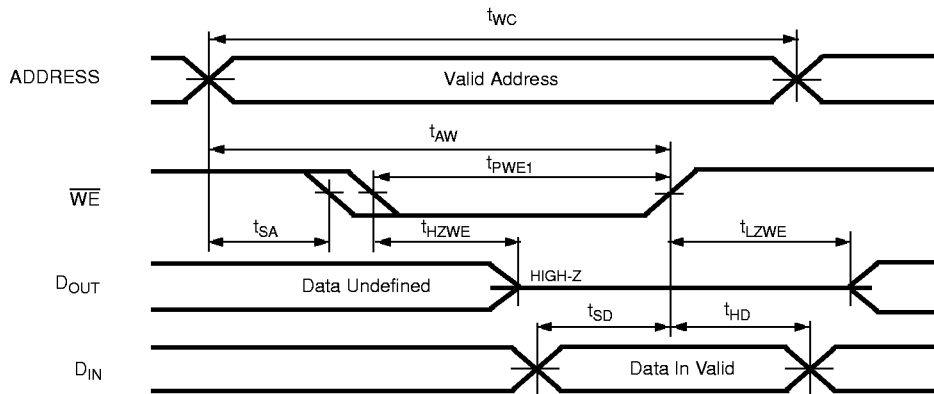 tWC
ADDRESS
Valid Address
tAW
tPWE1
WE
tSA
tHZWE
tLZWE
DOUT
Data Undefined
HIGH-Z
tSD
tHD
DIN
Data In Valid